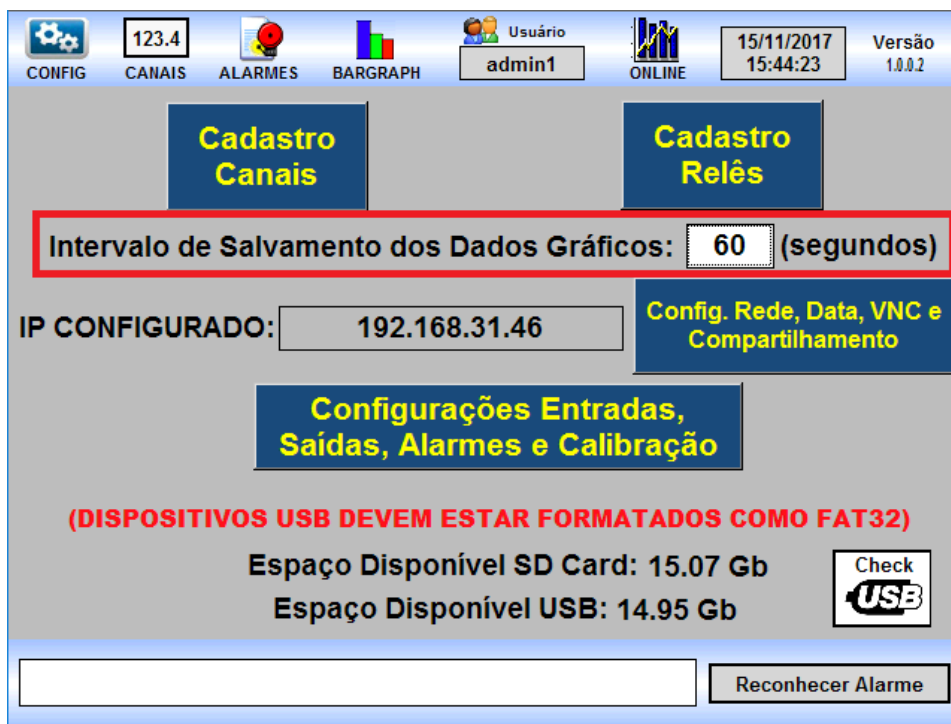 CONFIG
123.4
CANAIS
ALARMES
BARGRAPH
Usuário
admin1
ONLINE
15/11/2017
15:44:23
Versão
1.0.0.2
Cadastro
Canais
Cadastro
Relês
Intervalo de Salvamento dos Dados Gráficos: 60 (segundos)
IP CONFIGURADO: 192.168.31.46
Config. Rede, Data, VNC e
Compartilhamento
Configurações Entradas,
Saídas, Alarmes e Calibração
(DISPOSITIVOS USB DEVEM ESTAR FORMATADOS COMO FAT32)
Espaço Disponível SD Card: 15.07 Gb
Espaço Disponível USB: 14.95 Gb
Check
USB
Reconhecer Alarme